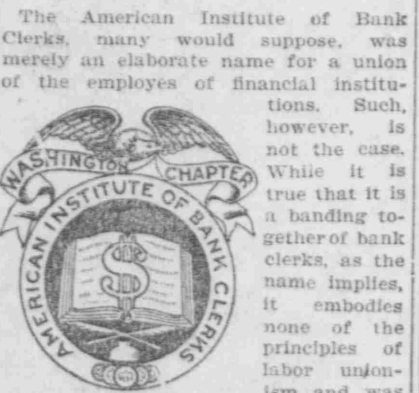 The American Institute of Bank
Clerks, many would suppose, was
merely an elaborate name for a union
of the employes of financial institu-
tions. Such,
however, is
not the case.
While it is
true that it is
a banding to-
gether of bank
clerks, as the
name implies,
it embodies
none of the
principles of
labor union-
ism and was
WASHINGTON CHAPTER
AMERICAN INSTITUTE OF BANK CLERKS
$